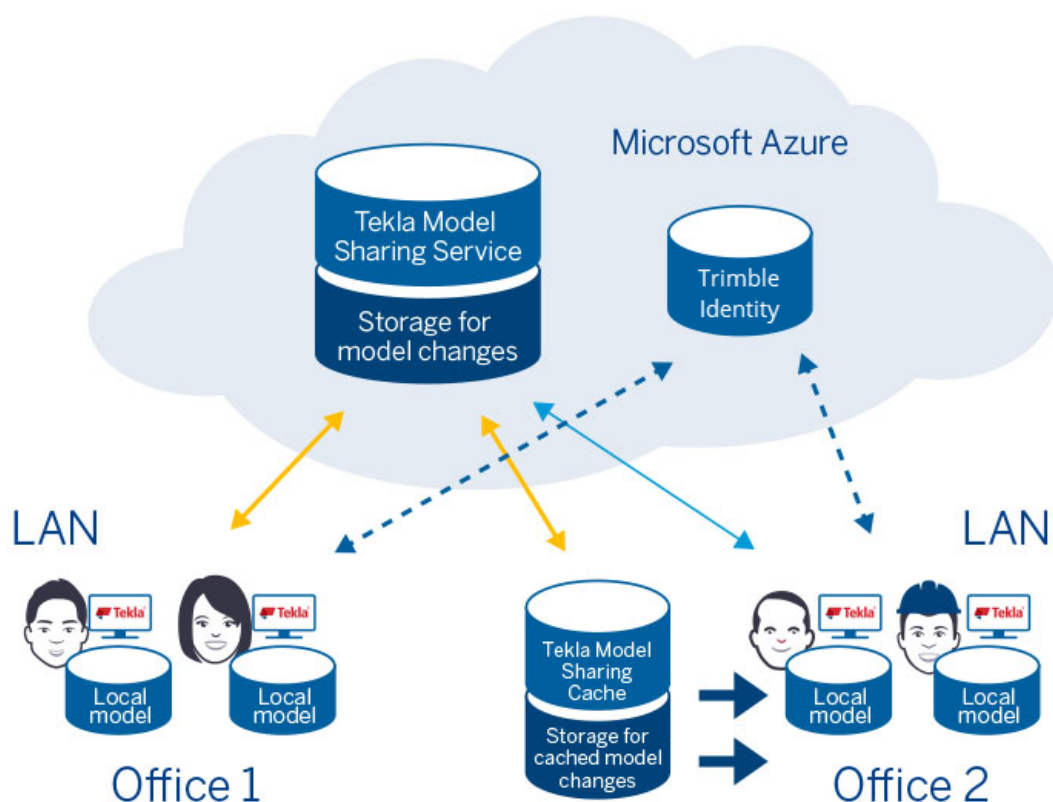 Microsoft Azure
Tekla Model
Sharing Service
Storage for
model changes
Trimble
Identity
LAN
LAN
Tekla
Tekla
Local
model
Local
model
Office 1
Tekla Model
Sharing
Cache
Storage for
cached model
changes
Tekla
Tekla
Local
model
Local
model
Office 2